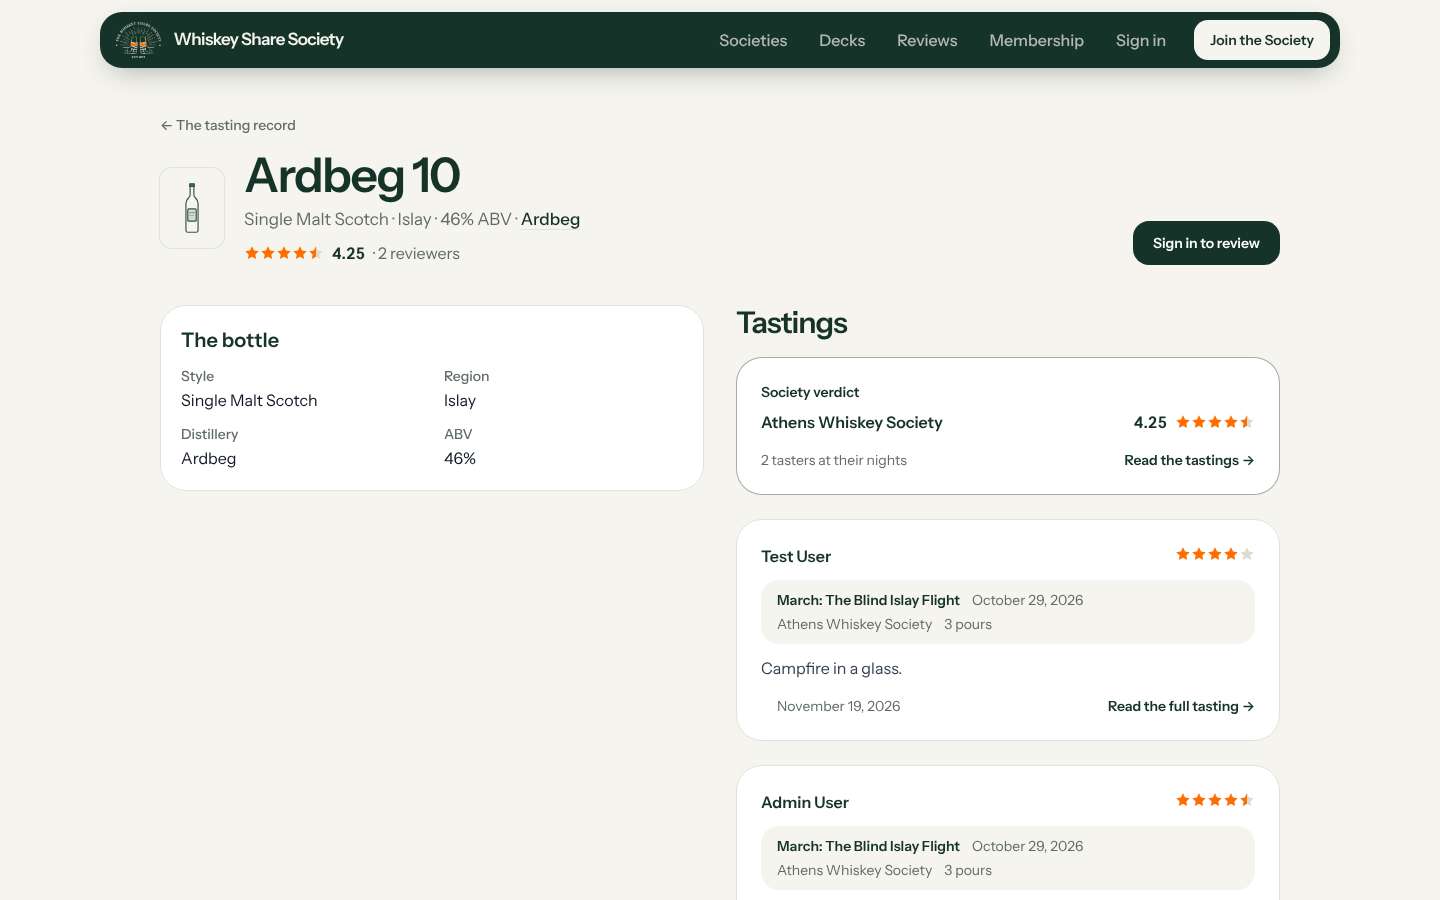 Whiskey Share Society
Societies
Decks
Reviews
Membership
Sign in
Join the Society
← The tasting record
Ardbeg 10
Single Malt Scotch · Islay · 46% ABV · Ardbeg
4.25 · 2 reviewers
Sign in to review
The bottle
Style
Single Malt Scotch
Region
Islay
Distillery
Ardbeg
ABV
46%
Tastings
Society verdict
Athens Whiskey Society
4.25
2 tasters at their nights
Read the tastings →
Test User
March: The Blind Islay Flight October 29, 2026
Athens Whiskey Society 3 pours
Campfire in a glass.
November 19, 2026
Read the full tasting →
Admin User
March: The Blind Islay Flight October 29, 2026
Athens Whiskey Society 3 pours